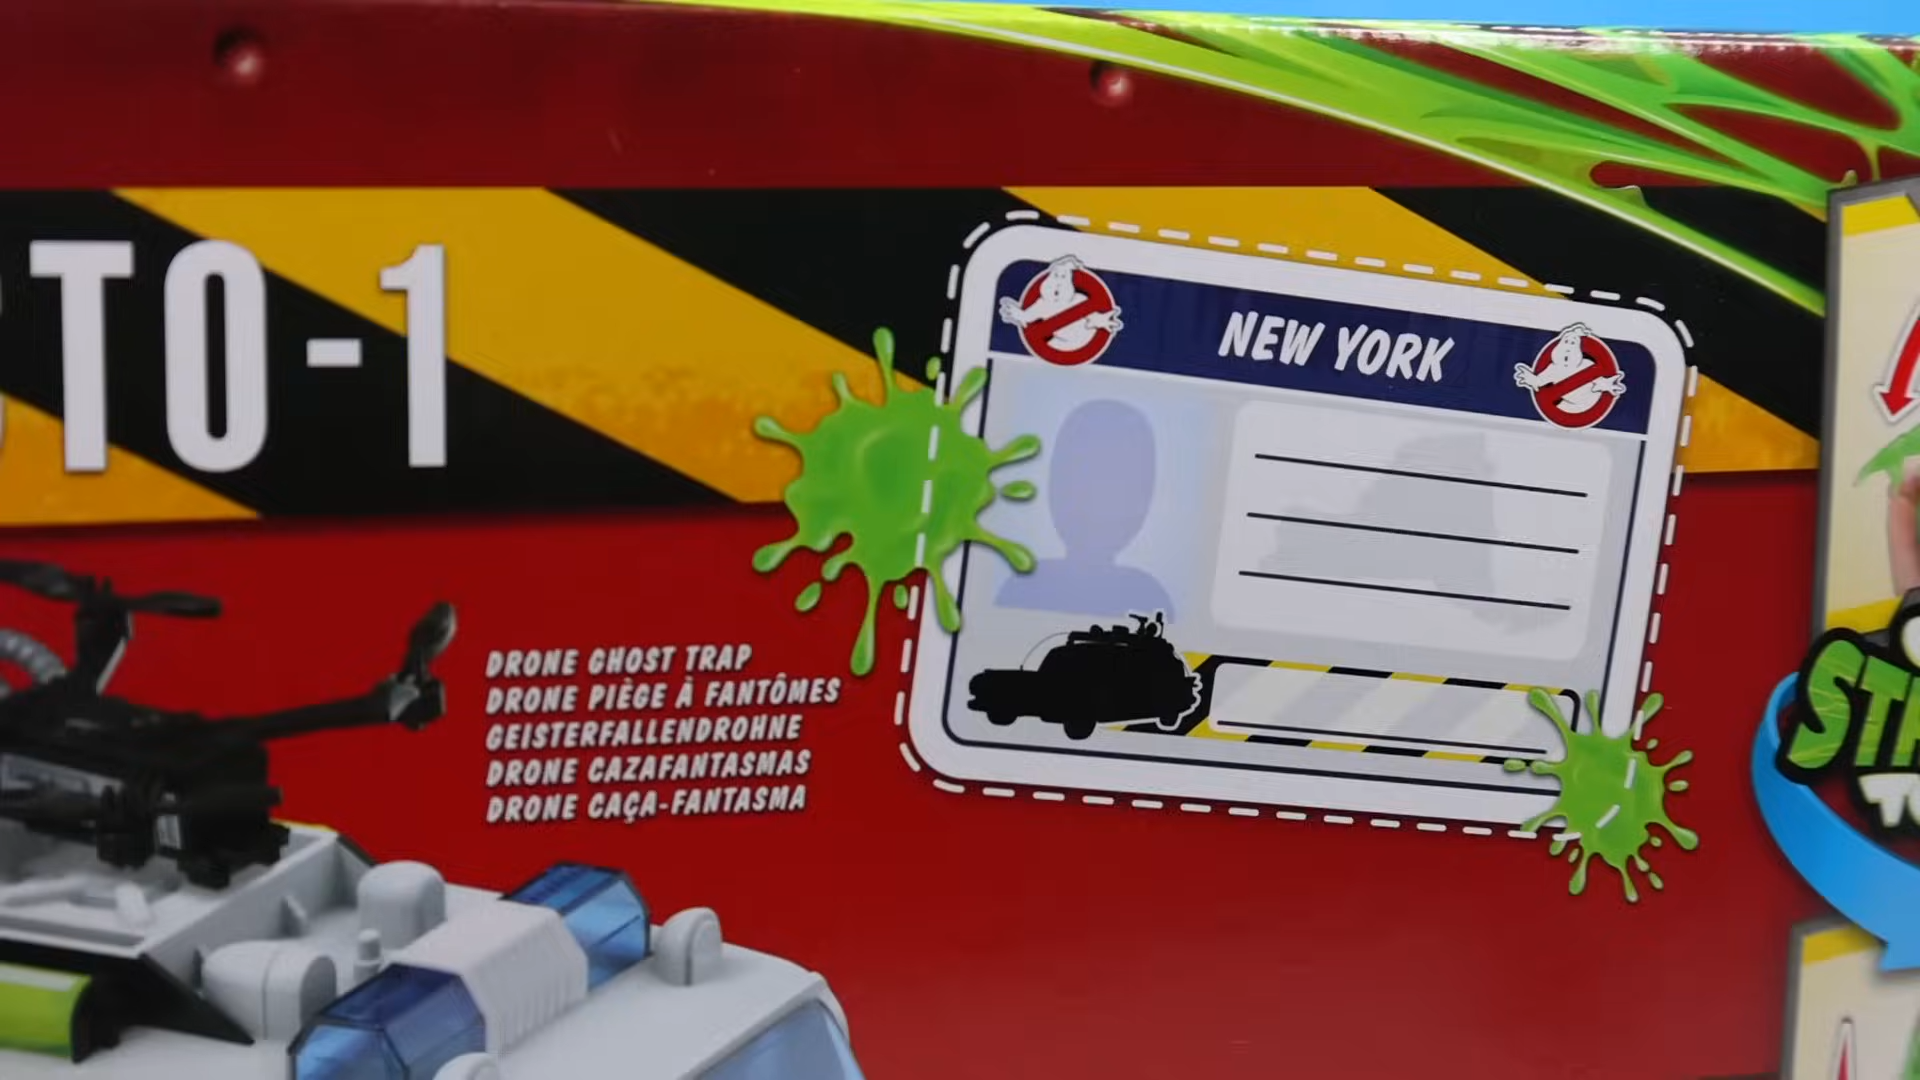 TO-1
NEW YORK
DRONE GHOST TRAP
DRONE PIÈGE À FANTÔMES
GEISTERFALLENDROHNE
DRONE CAZAFANTASMAS
DRONE CAÇA-FANTASMA